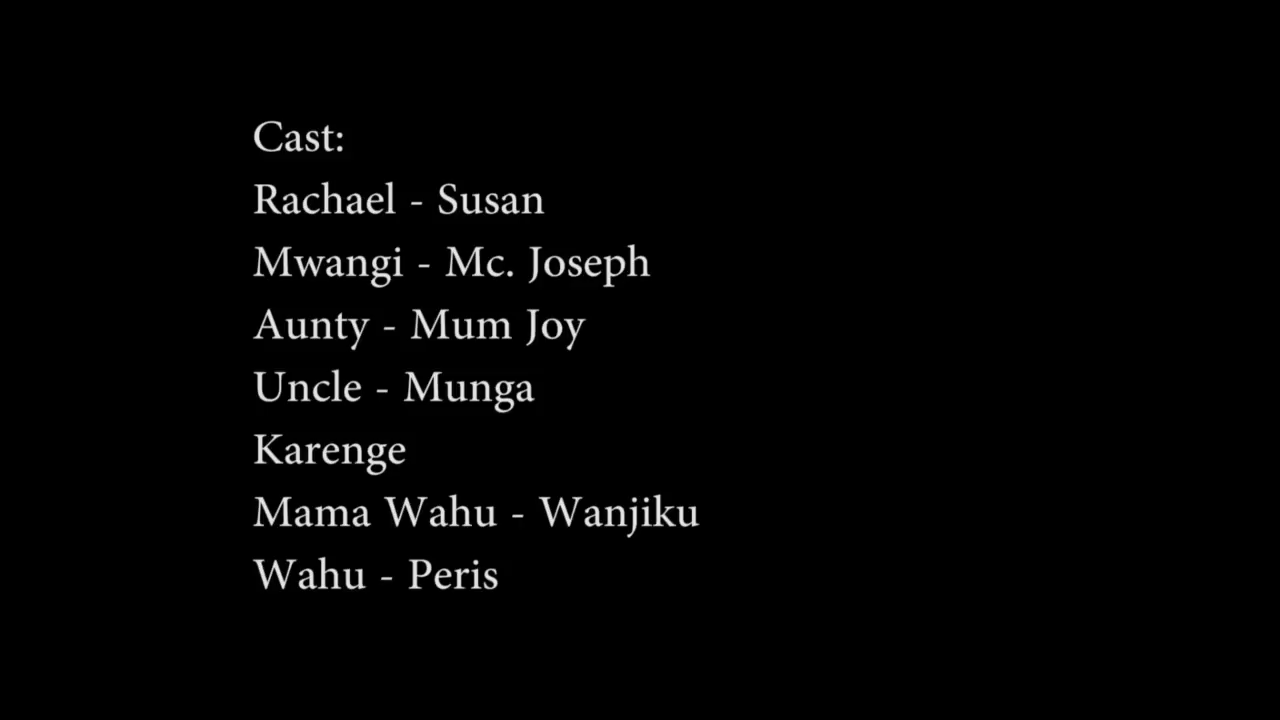 Cast:
Rachael - Susan
Mwangi - Mc. Joseph
Aunty - Mum Joy
Uncle - Munga
Karenge
Mama Wahu - Wanjiku
Wahu - Peris